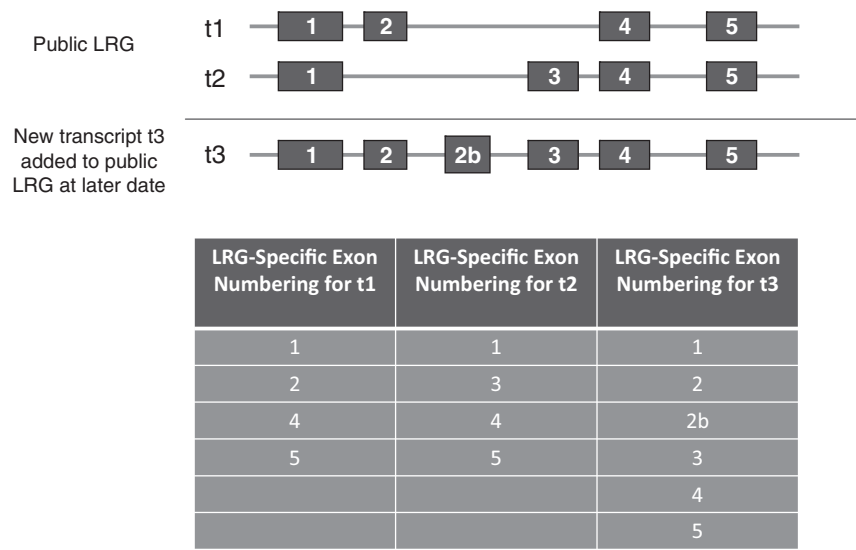 Public LRG
t1 1 2 4 5
t2 1 3 4 5
New transcript t3
added to public
LRG at later date
t3 1 2 2b 3 4 5
LRG-Specific Exon Numbering for t1 LRG-Specific Exon Numbering for t2 LRG-Specific Exon Numbering for t3
1 1 1
2 3 2
4 4 2b
5 5 3
4
5